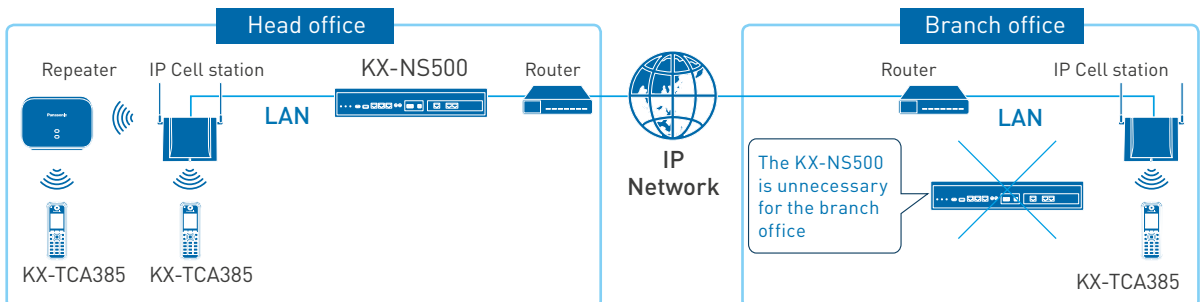 Head office
Branch office
Repeater
IP Cell station
KX-NS500
Router
Panasonic
LAN
KX-TCA385
KX-TCA385
IP
Network
Router
IP Cell station
LAN
The KX-NS500
is unnecessary
for the branch
office
KX-TCA385